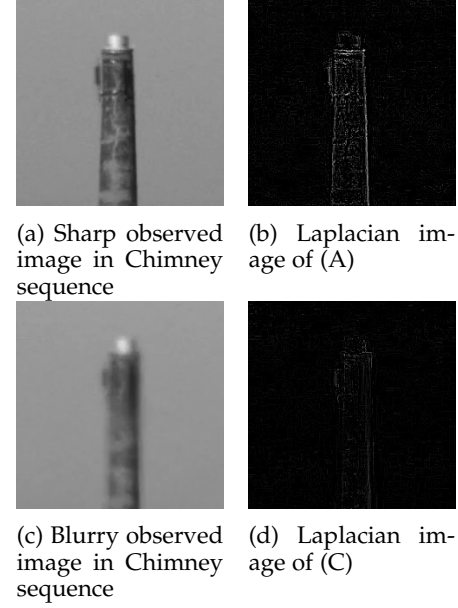 (a) Sharp observed
image in Chimney
sequence
(b) Laplacian im-
age of (A)
(c) Blurry observed
image in Chimney
sequence
(d) Laplacian im-
age of (C)